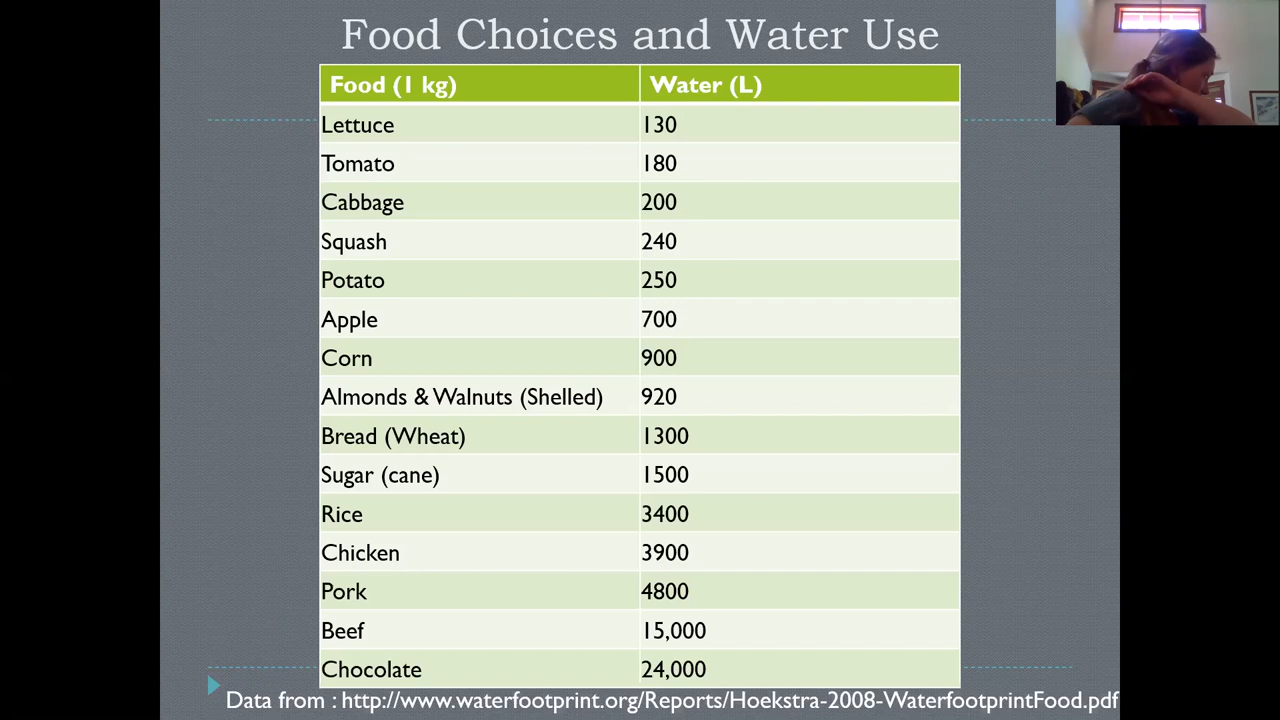 Food Choices and Water Use
Food (1 kg) Water (L)
Lettuce 130
Tomato 180
Cabbage 200
Squash 240
Potato 250
Apple 700
Corn 900
Almonds & Walnuts (Shelled) 920
Bread (Wheat) 1300
Sugar (cane) 1500
Rice 3400
Chicken 3900
Pork 4800
Beef 15,000
Chocolate 24,000
Data from : http://www.waterfootprint.org/Reports/Hoekstra-2008-WaterfootprintFood.pdf